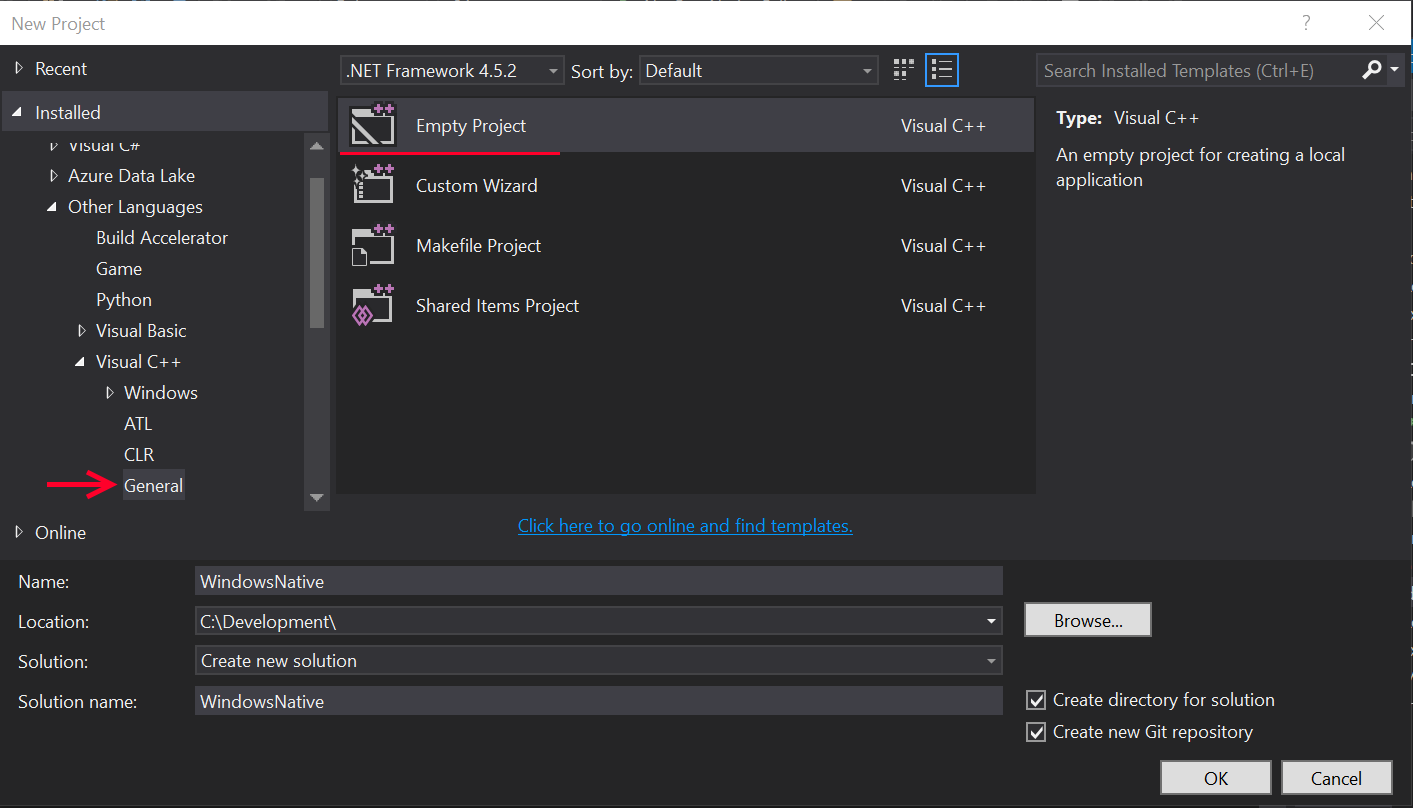 New Project
?
Recent
Installed
Visual C#
Azure Data Lake
Other Languages
Build Accelerator
Game
Python
Visual Basic
Visual C++
Windows
ATL
CLR
General
Online
.NET Framework 4.5.2
Sort by: Default
Search Installed Templates (Ctrl+E)
Empty Project Visual C++
Custom Wizard Visual C++
Makefile Project Visual C++
Shared Items Project Visual C++
Click here to go online and find templates.
Type: Visual C++
An empty project for creating a local
application
Name: WindowsNative
Location: C:\Development\
Browse...
Solution: Create new solution
Solution name: WindowsNative
Create directory for solution
Create new Git repository
OK Cancel